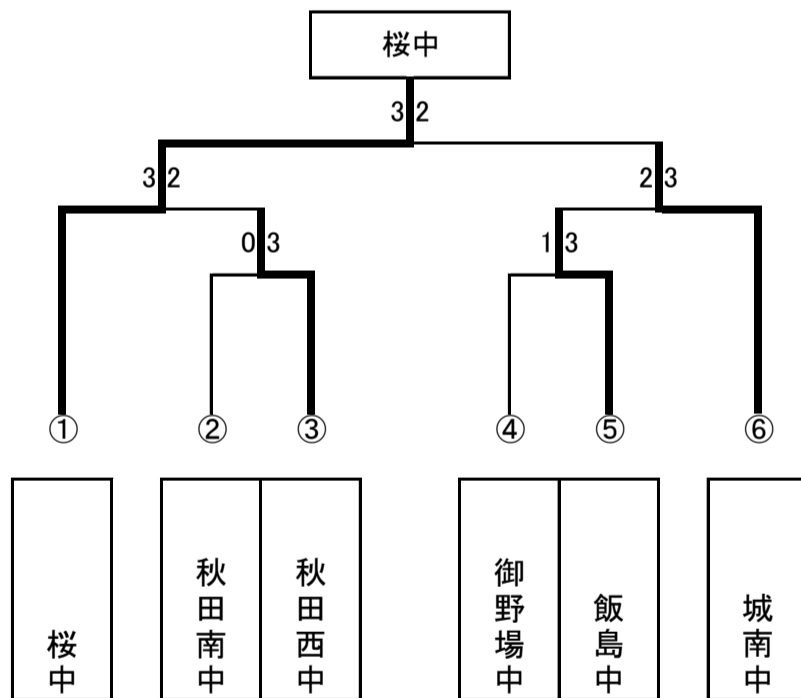 桜中
3 2
3 2
2 3
0 3
1 3
① ② ③ ④ ⑤ ⑥
桜中
秋田南中
秋田西中
御野場中
飯島中
城南中